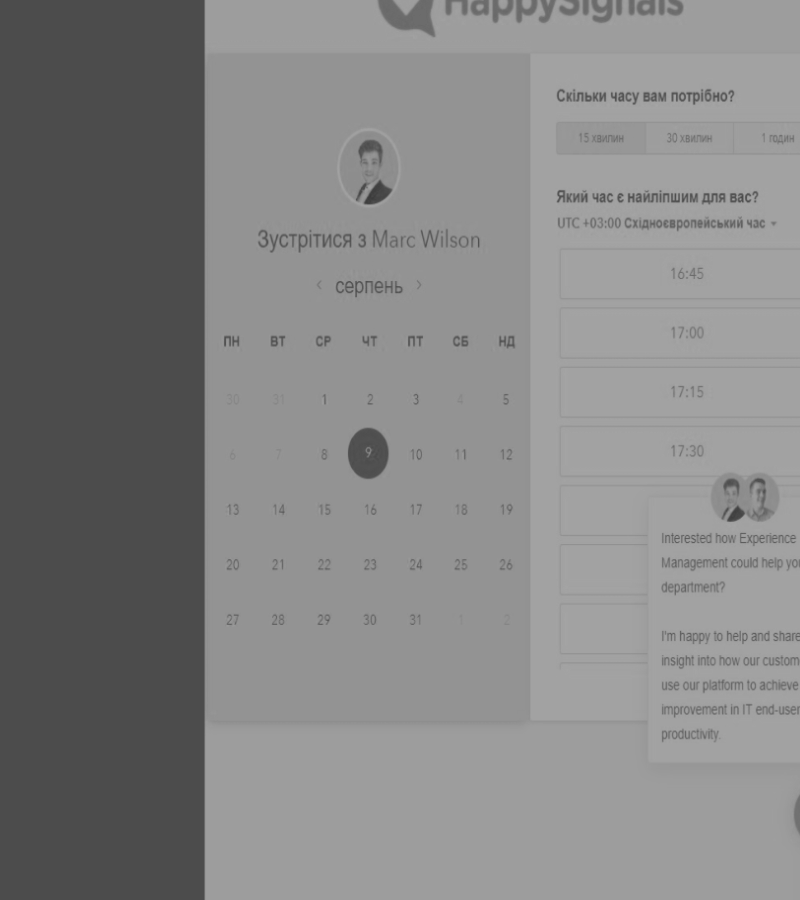 HappySignals
Зустрітися з Marc Wilson
серпень
ПН ВТ СР ЧТ ПТ СБ НД
30 31 1 2 3 4 5
6 7 8 9 10 11 12
13 14 15 16 17 18 19
20 21 22 23 24 25 26
27 28 29 30 31 1 2
Скільки часу вам потрібно?
15 хвилин 30 хвилин 1 годин
Який час є найліпшим для вас?
UTC +03:00 Східноєвропейський час
16:45
17:00
17:15
17:30
Interested how Experience
Management could help you
department?
I'm happy to help and share
insight into how our custom
use our platform to achieve
improvement in IT end-user
productivity.